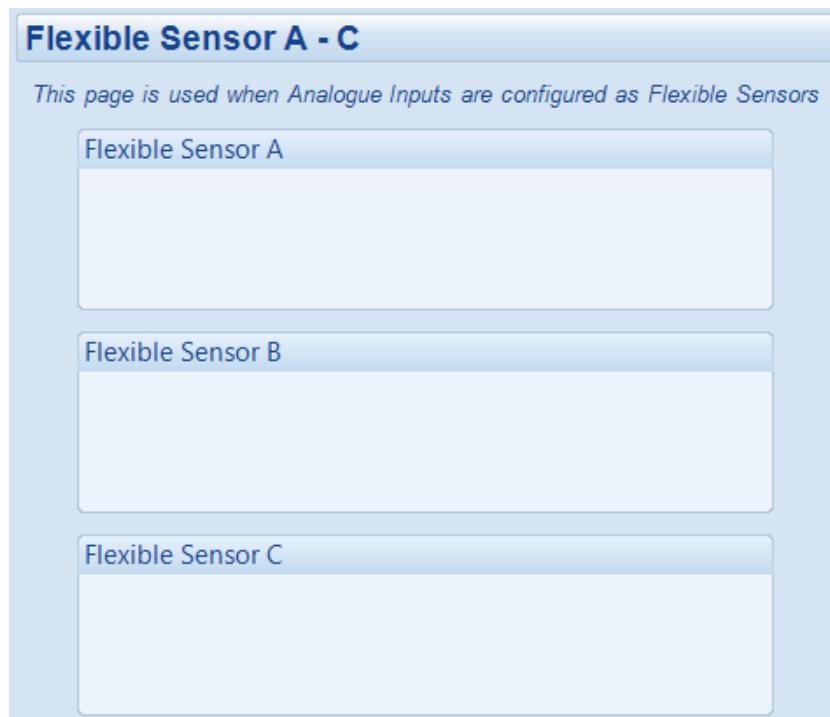 Flexible Sensor A - C
This page is used when Analogue Inputs are configured as Flexible Sensors
Flexible Sensor A
Flexible Sensor B
Flexible Sensor C